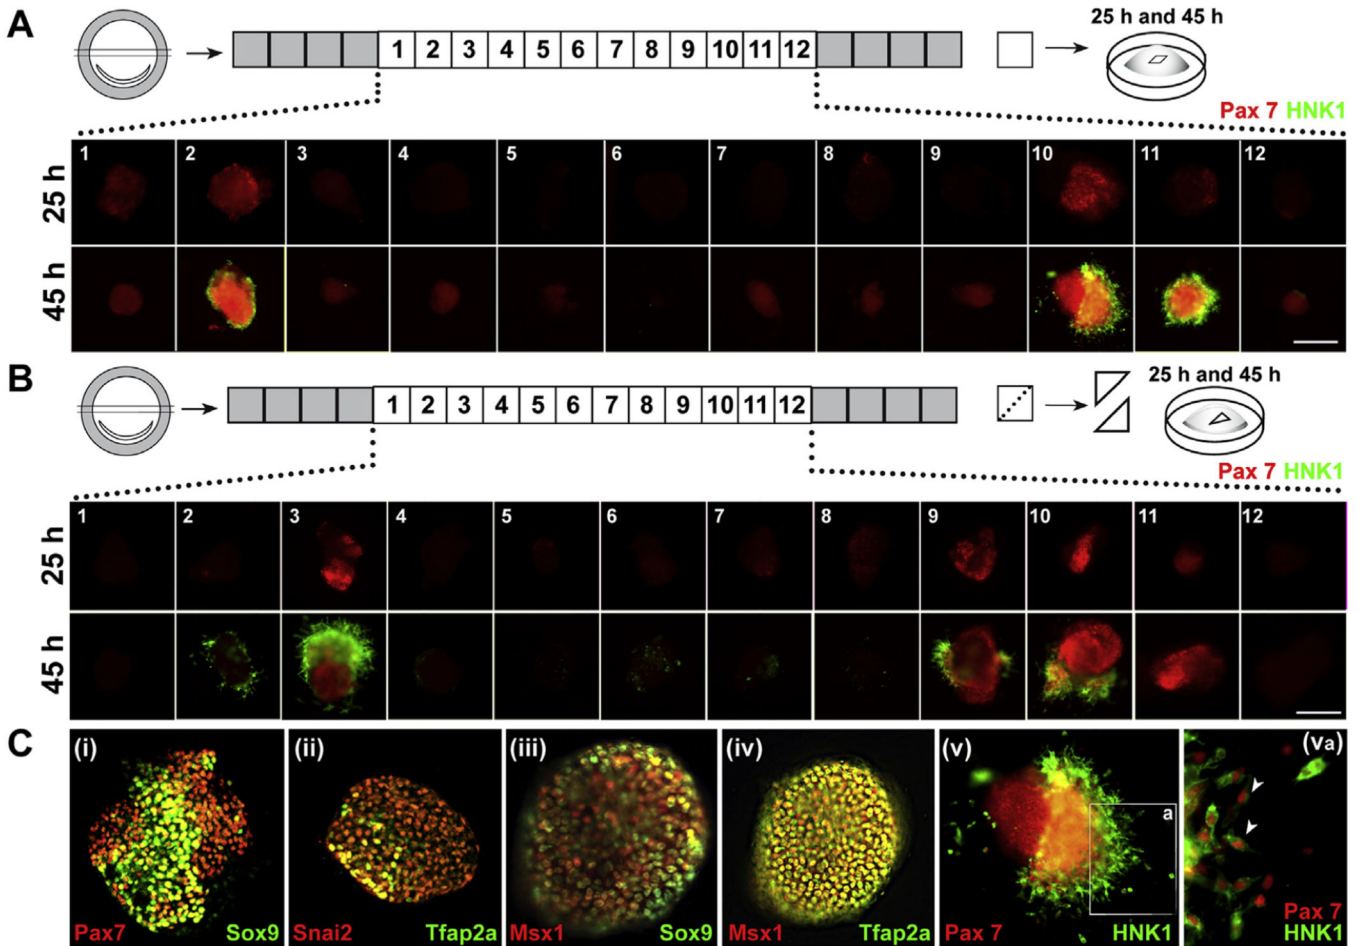 A
25 h and 45 h
1 2 3 4 5 6 7 8 9 10 11 12
Pax 7 HNK1
25 h
1 2 3 4 5 6 7 8 9 10 11 12
45 h
B
25 h and 45 h
1 2 3 4 5 6 7 8 9 10 11 12
Pax 7 HNK1
25 h
1 2 3 4 5 6 7 8 9 10 11 12
45 h
C
(i) (ii) (iii) (iv) (v) (va)
a
Pax7 Sox9 Snai2 Tfap2a Msx1 Sox9 Msx1 Tfap2a Pax 7 HNK1 Pax 7
HNK1